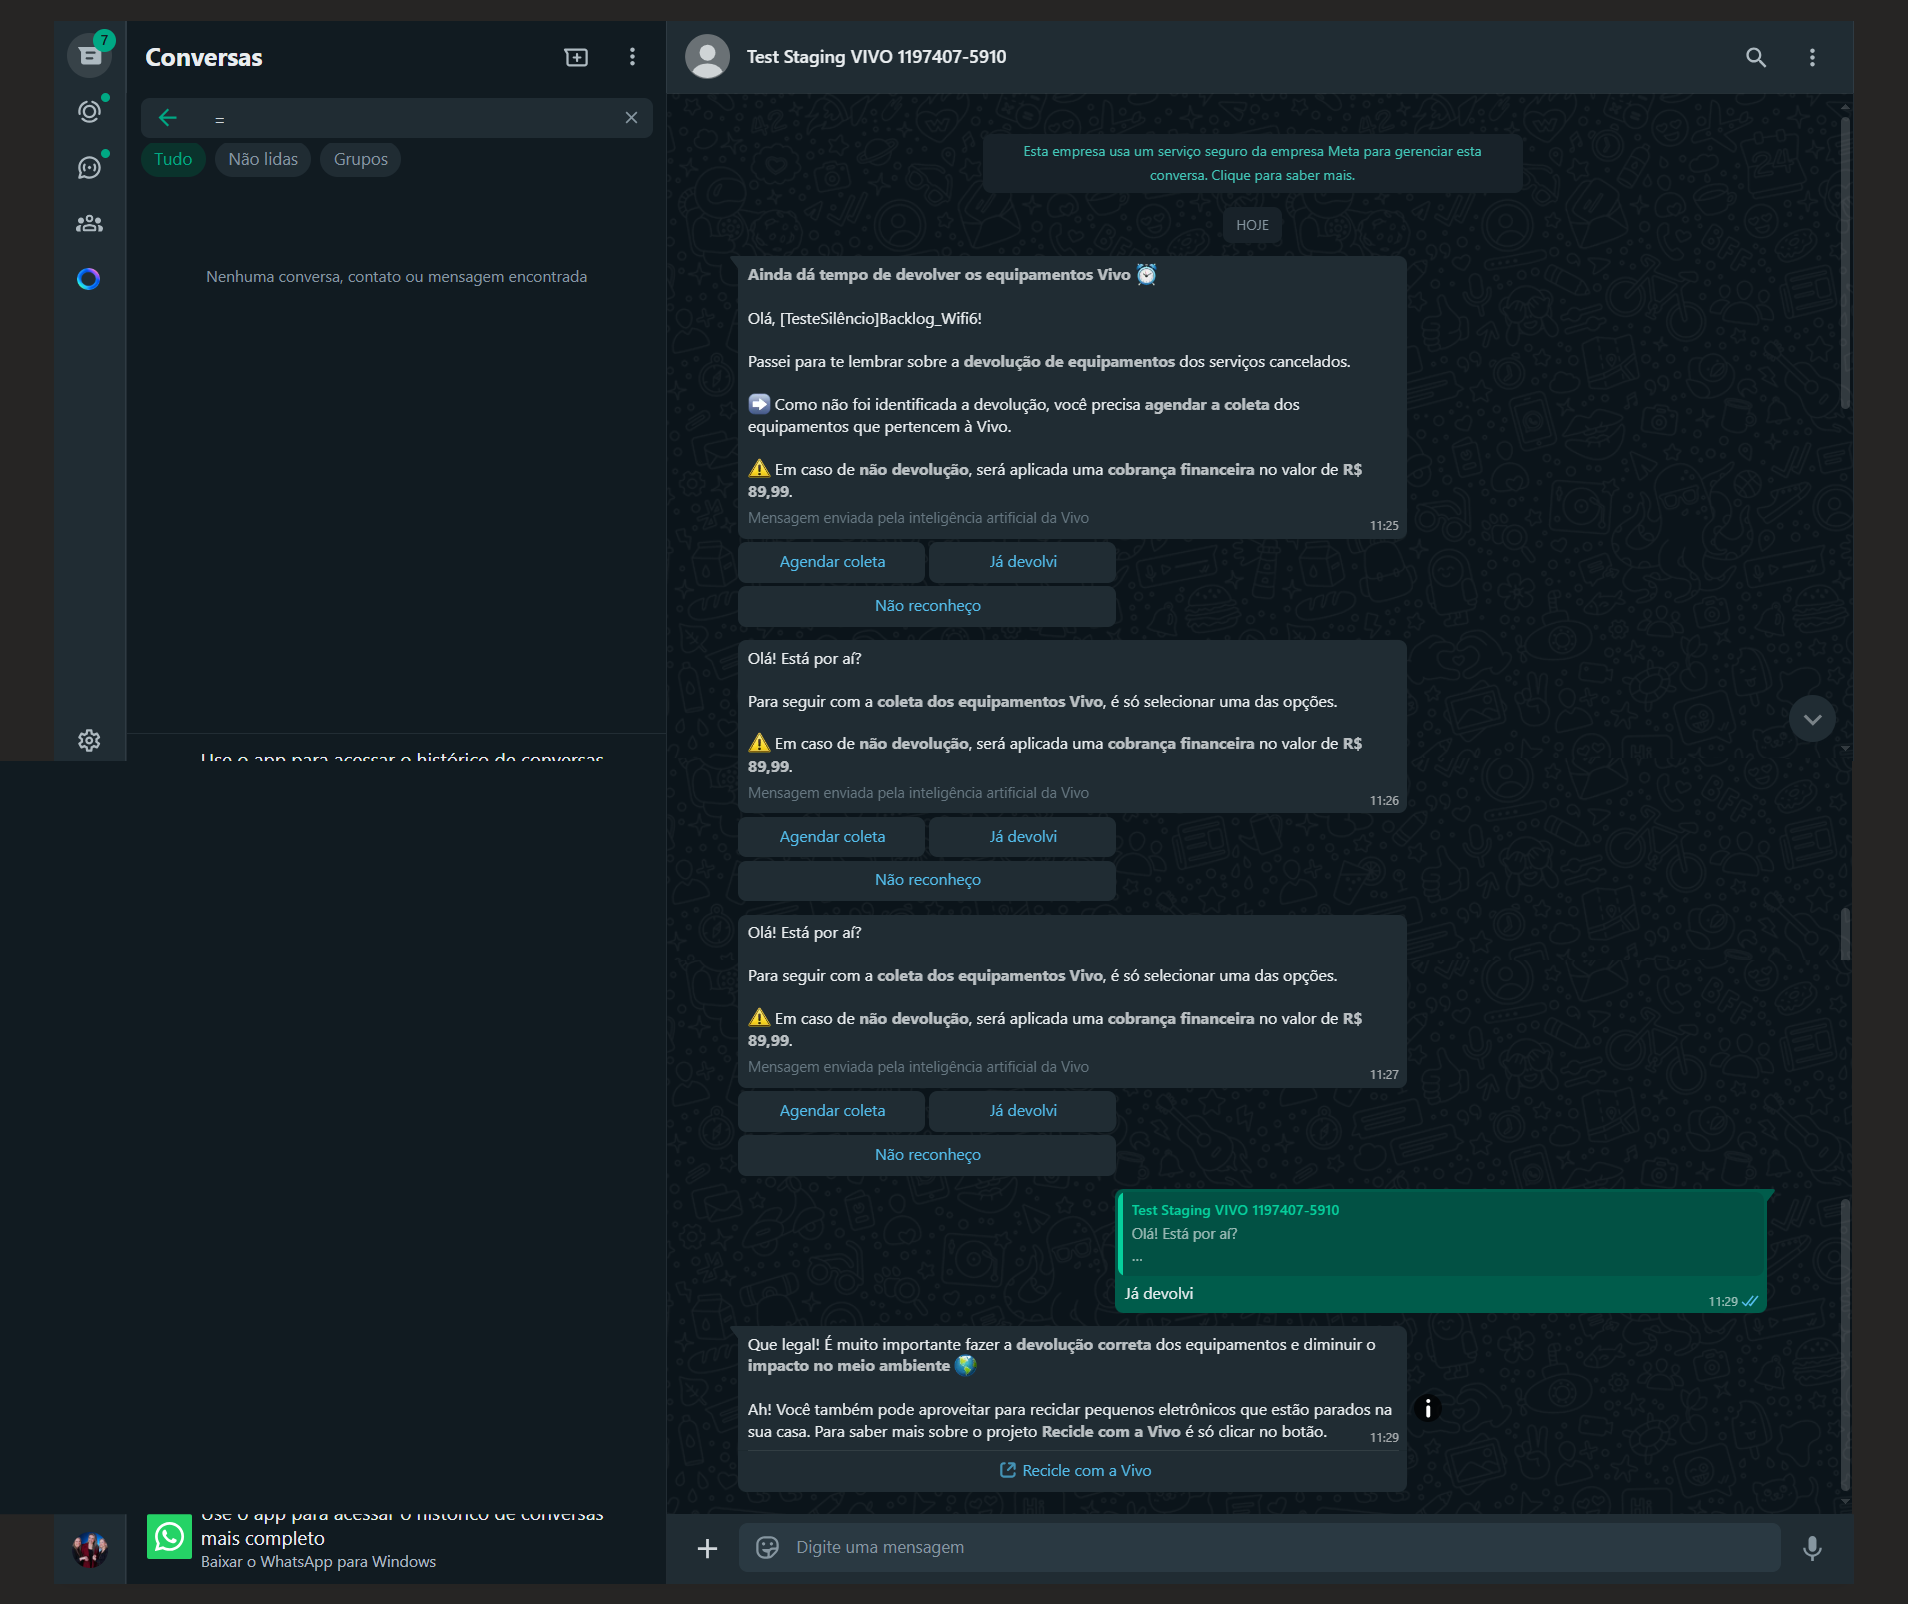 7
Conversas
=
Tudo
Não lidas
Grupos
Nenhuma conversa, contato ou mensagem encontrada
Use o app para acessar o histórico de conversas
Use o app para acessar o histórico de conversas
mais completo
Baixar o WhatsApp para Windows
Test Staging VIVO 1197407-5910
Esta empresa usa um serviço seguro da empresa Meta para gerenciar esta
conversa. Clique para saber mais.
HOJE
Ainda dá tempo de devolver os equipamentos Vivo ⏰
Olá, [TesteSilêncio]Backlog_Wifi6!
Passei para te lembrar sobre a devolução de equipamentos dos serviços cancelados.
➡️ Como não foi identificada a devolução, você precisa agendar a coleta dos
equipamentos que pertencem à Vivo.
⚠️ Em caso de não devolução, será aplicada uma cobrança financeira no valor de R$
89,99.
Mensagem enviada pela inteligência artificial da Vivo
11:25
Agendar coleta
Já devolvi
Não reconheço
Olá! Está por aí?
Para seguir com a coleta dos equipamentos Vivo, é só selecionar uma das opções.
⚠️ Em caso de não devolução, será aplicada uma cobrança financeira no valor de R$
89,99.
Mensagem enviada pela inteligência artificial da Vivo
11:26
Agendar coleta
Já devolvi
Não reconheço
Olá! Está por aí?
Para seguir com a coleta dos equipamentos Vivo, é só selecionar uma das opções.
⚠️ Em caso de não devolução, será aplicada uma cobrança financeira no valor de R$
89,99.
Mensagem enviada pela inteligência artificial da Vivo
11:27
Agendar coleta
Já devolvi
Não reconheço
Test Staging VIVO 1197407-5910
Olá! Está por aí?
...
Já devolvi
11:29
Que legal! É muito importante fazer a devolução correta dos equipamentos e diminuir o
impacto no meio ambiente 🌎
Ah! Você também pode aproveitar para reciclar pequenos eletrônicos que estão parados na
sua casa. Para saber mais sobre o projeto Recicle com a Vivo é só clicar no botão.
11:29
Recicle com a Vivo
Digite uma mensagem